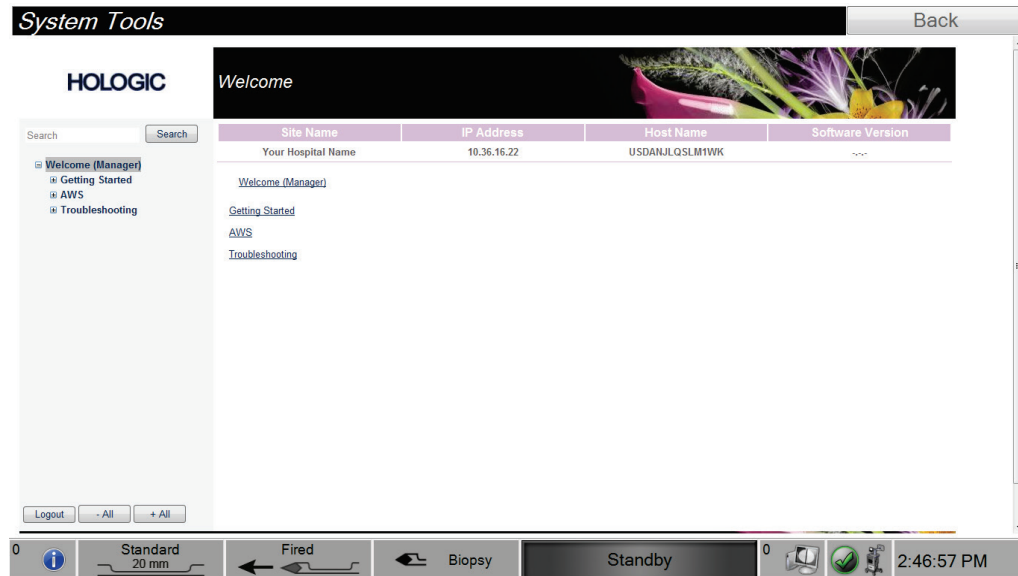 System Tools
Back
HOLOGIC
Welcome
Search
Search
Site Name
IP Address
Host Name
Software Version
Your Hospital Name
10.36.16.22
USDANJLQSLM1WK
-.-.-
Welcome (Manager)
Getting Started
AWS
Troubleshooting
Welcome (Manager)
Getting Started
AWS
Troubleshooting
Logout
- All
+ All
0
Standard
20 mm
Fired
Biopsy
Standby
0
2:46:57 PM